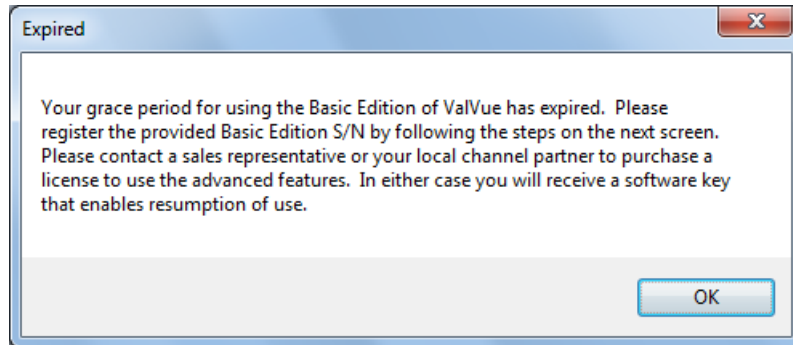 Expired
Your grace period for using the Basic Edition of ValVue has expired.  Please
register the provided Basic Edition S/N by following the steps on the next screen.
Please contact a sales representative or your local channel partner to purchase a
license to use the advanced features.  In either case you will receive a software key
that enables resumption of use.
OK